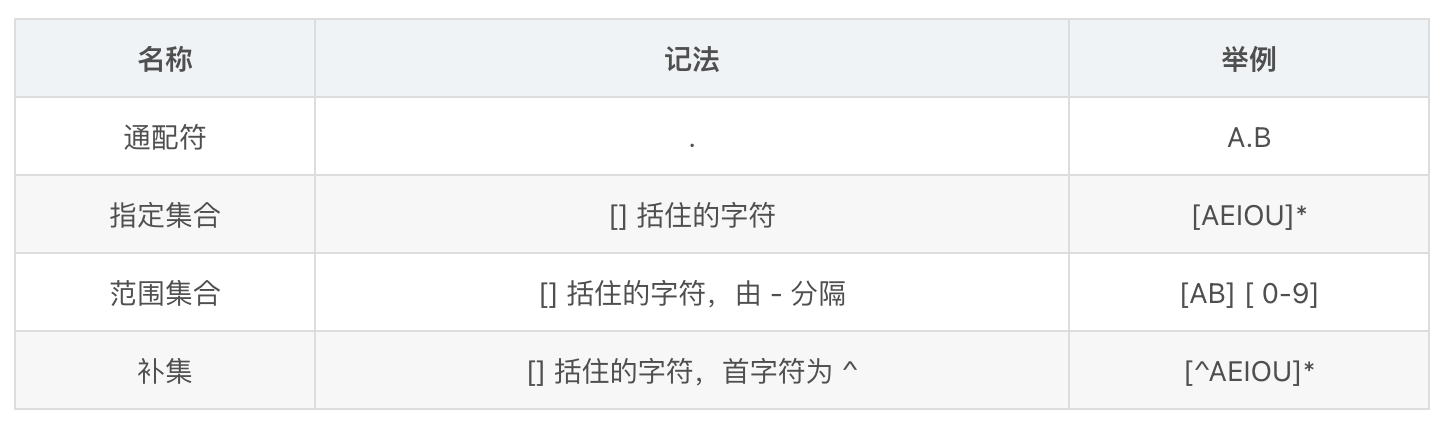 名称 记法 举例
通配符 . A.B
指定集合 [] 括住的字符 [AEIOU]*
范围集合 [] 括住的字符，由 - 分隔 [AB] [ 0-9]
补集 [] 括住的字符，首字符为 ^ [^AEIOU]*